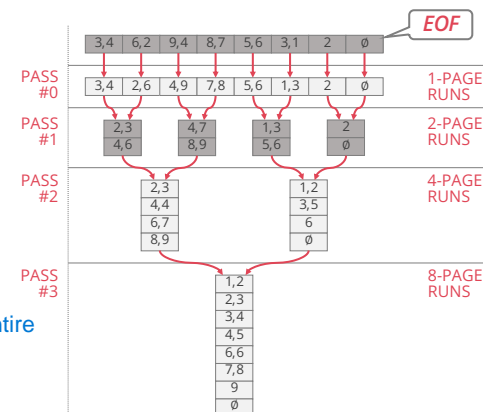 EOF
3,4 6,2 9,4 8,7 5,6 3,1 2 ∅
PASS #0
3,4 2,6 4,9 7,8 5,6 1,3 2 ∅
1-PAGE RUNS
PASS #1
2,3 4,7 1,3 2
4,6 8,9 5,6 ∅
2-PAGE RUNS
PASS #2
2,3 1,2
4,4 3,5
6,7 6
8,9 ∅
4-PAGE RUNS
PASS #3
1,2
2,3
3,4
4,5
6,6
7,8
9
∅
8-PAGE RUNS
tire